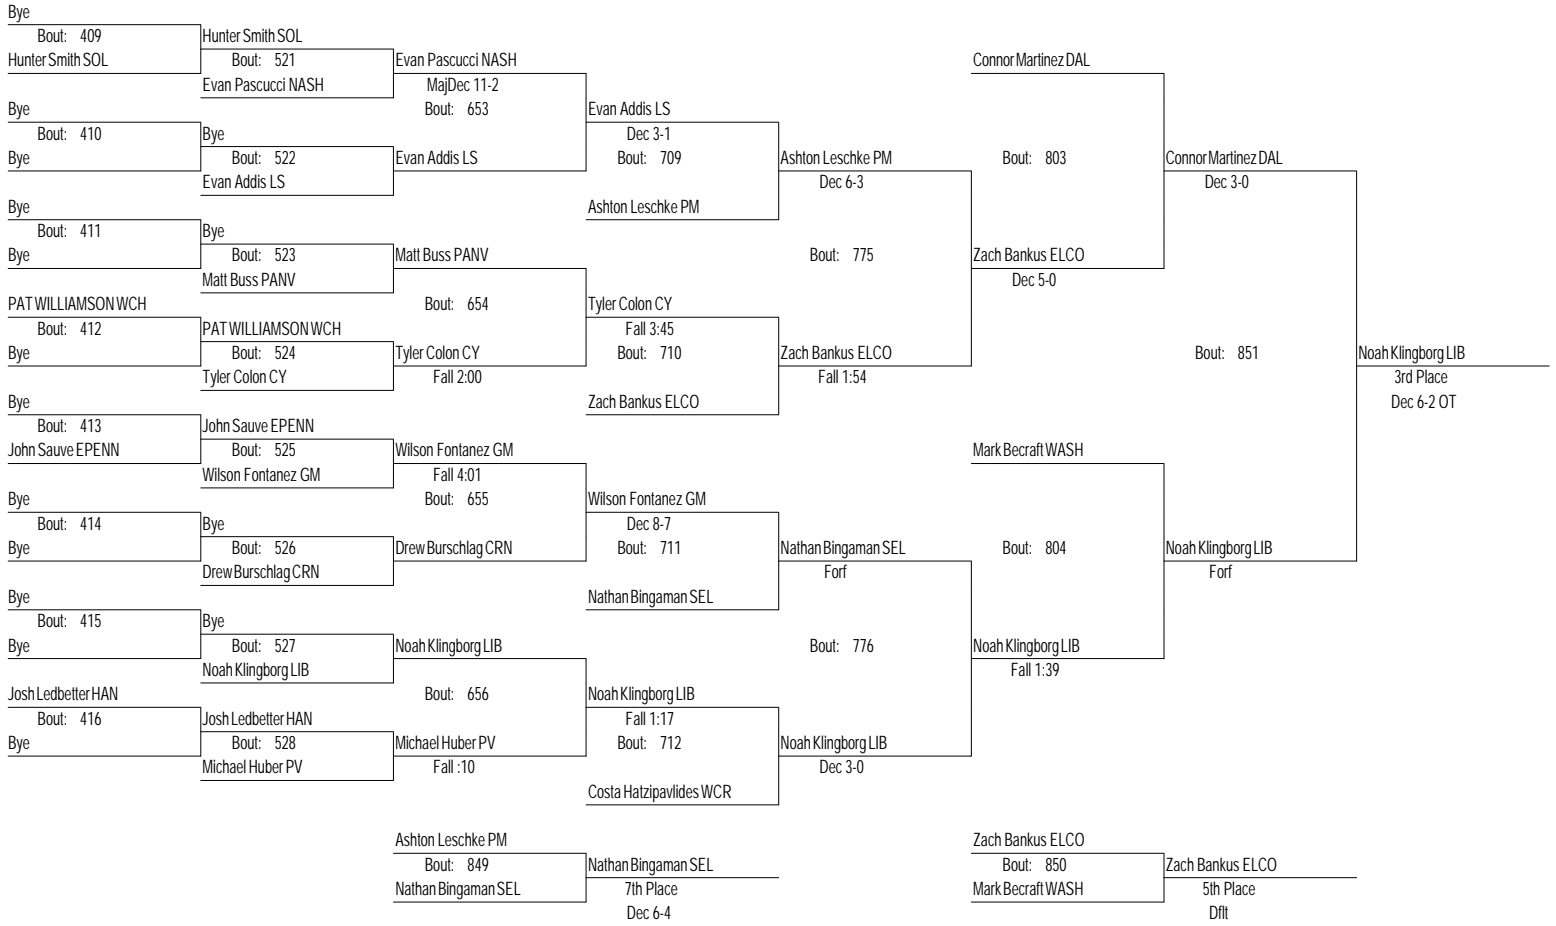 Bye
Bout: 409
Hunter Smith SOL
Bye
Bout: 410
Bye
Bye
Bout: 411
Bye
PAT WILLIAMSON WCH
Bout: 412
Bye
Bye
Bout: 413
John Sauve EPENN
Bye
Bout: 414
Bye
Bye
Bout: 415
Bye
Josh Ledbetter HAN
Bout: 416
Bye
Hunter Smith SOL
Bout: 521
Evan Pascucci NASH
Bye
Bout: 522
Evan Addis LS
Bye
Bout: 523
Matt Buss PANV
PAT WILLIAMSON WCH
Bout: 524
Tyler Colon CY
John Sauve EPENN
Bout: 525
Wilson Fontanez GM
Bye
Bout: 526
Drew Burschlag CRN
Bye
Bout: 527
Noah Klingborg LIB
Josh Ledbetter HAN
Bout: 528
Michael Huber PV
Evan Pascucci NASH
MajDec 11-2
Bout: 653
Evan Addis LS
Matt Buss PANV
Bout: 654
Tyler Colon CY
Fall 2:00
Wilson Fontanez GM
Fall 4:01
Bout: 655
Drew Burschlag CRN
Noah Klingborg LIB
Bout: 656
Michael Huber PV
Fall :10
Evan Addis LS
Dec 3-1
Bout: 709
Ashton Leschke PM
Tyler Colon CY
Fall 3:45
Bout: 710
Zach Bankus ELCO
Wilson Fontanez GM
Dec 8-7
Bout: 711
Nathan Bingaman SEL
Noah Klingborg LIB
Fall 1:17
Bout: 712
Costa Hatzipavlides WCR
Ashton Leschke PM
Dec 6-3
Bout: 775
Zach Bankus ELCO
Fall 1:54
Nathan Bingaman SEL
Forf
Bout: 776
Noah Klingborg LIB
Dec 3-0
Connor Martinez DAL
Bout: 803
Zach Bankus ELCO
Dec 5-0
Mark Becraft WASH
Bout: 804
Noah Klingborg LIB
Fall 1:39
Connor Martinez DAL
Dec 3-0
Bout: 851
Noah Klingborg LIB
Forf
Noah Klingborg LIB
3rd Place
Dec 6-2 OT
Ashton Leschke PM
Bout: 849
Nathan Bingaman SEL
Nathan Bingaman SEL
7th Place
Dec 6-4
Zach Bankus ELCO
Bout: 850
Mark Becraft WASH
Zach Bankus ELCO
5th Place
Dflt